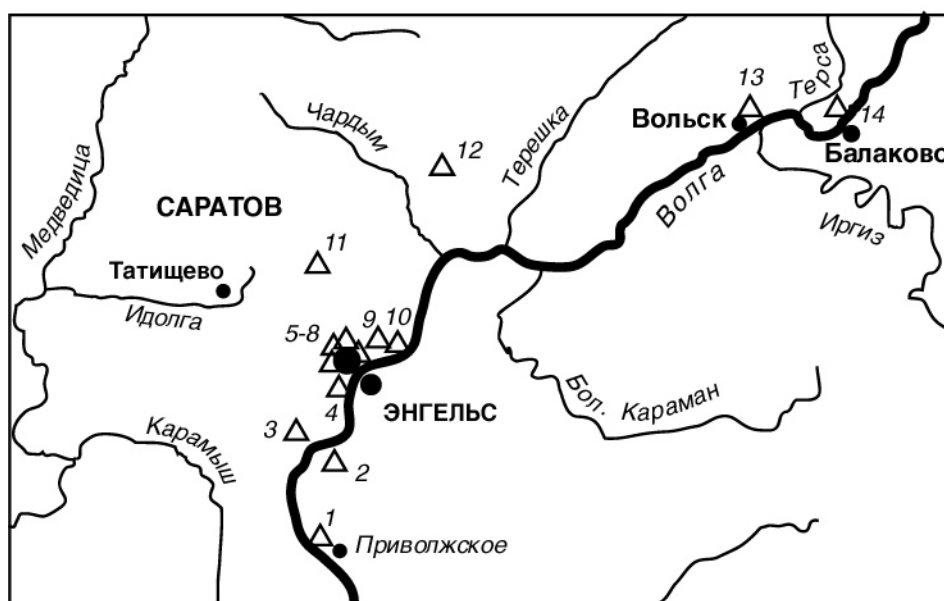 13
Терса
14
Вольск
Балаково
Чардым
12
Терешка
Волга
Медведица
САРАТОВ
Иргиз
11
Татищево
Идолга
5-8
9
10
4
ЭНГЕЛЬС
Бол. Караман
3
Карамыш
2
1
Приволжское